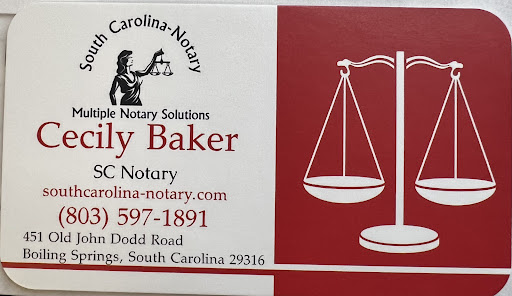 South Carolina-Notary
Multiple Notary Solutions
Cecily Baker
SC Notary
southcarolina-notary.com
(803) 597-1891
451 Old John Dodd Road
Boiling Springs, South Carolina 29316